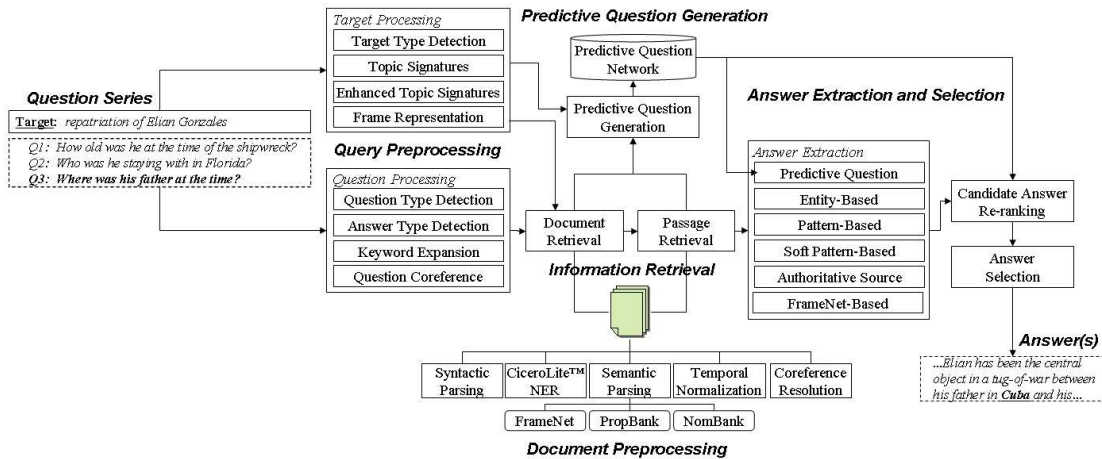 Predictive Question Generation
Target Processing
Target Type Detection
Topic Signatures
Enhanced Topic Signatures
Frame Representation
Predictive Question
Network
Predictive Question
Generation
Question Series
Target: repatriation of Elian Gonzales
Q1: How old was he at the time of the shipwreck?
Q2: Who was he staying with in Florida?
Q3: Where was his father at the time?
Query Preprocessing
Question Processing
Question Type Detection
Answer Type Detection
Keyword Expansion
Question Coreference
Document
Retrieval
Passage
Retrieval
Information Retrieval
Answer Extraction and Selection
Answer Extraction
Predictive Question
Entity-Based
Pattern-Based
Soft Pattern-Based
Authoritative Source
FrameNet-Based
Candidate Answer
Re-ranking
Answer
Selection
Answer(s)
...Elian has been the central
object in a tug-of-war between
his father in Cuba and his...
Syntactic
Parsing
CiceroLite™
NER
Semantic
Parsing
Temporal
Normalization
Coreference
Resolution
FrameNet
PropBank
NomBank
Document Preprocessing